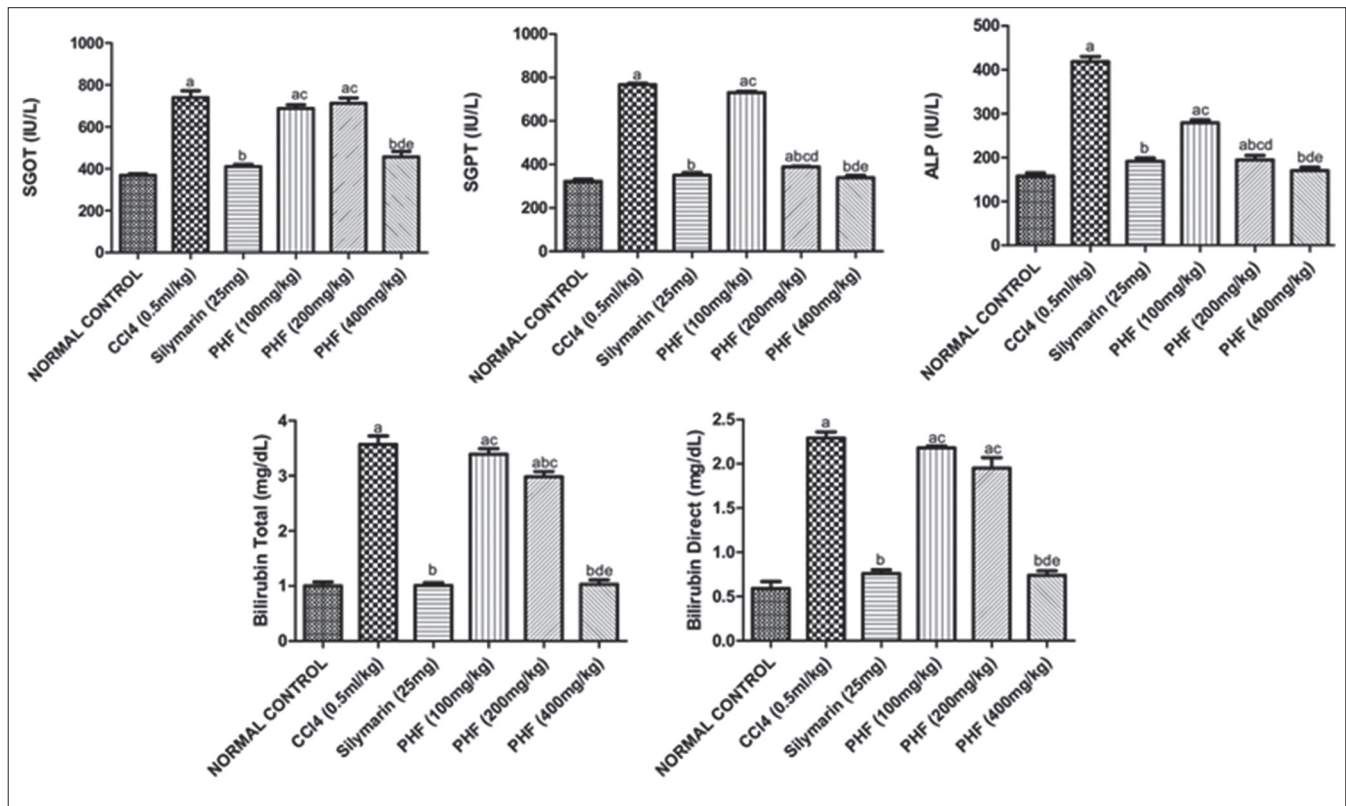 SGOT (IU/L)
1000
800
600
400
200
0
a
b
ac
ac
bde
NORMAL CONTROL
CCl4 (0.5ml/kg)
Silymarin (25mg)
PHF (100mg/kg)
PHF (200mg/kg)
PHF (400mg/kg)
SGPT (IU/L)
1000
800
600
400
200
0
a
b
ac
abcd
bde
NORMAL CONTROL
CCl4 (0.5ml/kg)
Silymarin (25mg)
PHF (100mg/kg)
PHF (200mg/kg)
PHF (400mg/kg)
ALP (IU/L)
500
400
300
200
100
0
a
b
ac
abcd
bde
NORMAL CONTROL
CCl4 (0.5ml/kg)
Silymarin (25mg)
PHF (100mg/kg)
PHF (200mg/kg)
PHF (400mg/kg)
Bilirubin Total (mg/dL)
4
3
2
1
0
a
b
ac
abc
bde
NORMAL CONTROL
CCl4 (0.5ml/kg)
Silymarin (25mg)
PHF (100mg/kg)
PHF (200mg/kg)
PHF (400mg/kg)
Bilirubin Direct (mg/dL)
2.5
2.0
1.5
1.0
0.5
0.0
a
b
ac
ac
bde
NORMAL CONTROL
CCl4 (0.5ml/kg)
Silymarin (25mg)
PHF (100mg/kg)
PHF (200mg/kg)
PHF (400mg/kg)